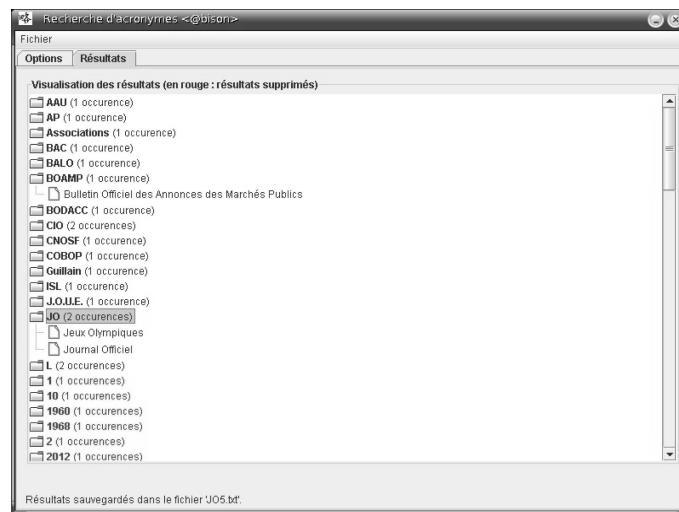 Recherche d'acronymes <@bison>
Fichier
Options Résultats
Visualisation des résultats (en rouge : résultats supprimés)
AAU (1 occurence)
AP (1 occurence)
Associations (1 occurence)
BAC (1 occurence)
BALO (1 occurence)
BOAMP (1 occurence)
Bulletin Officiel des Annonces des Marchés Publics
BODACC (1 occurence)
CIO (2 occurences)
CNOSF (1 occurence)
COBOP (1 occurence)
Guillain (1 occurence)
ISL (1 occurence)
J.O.U.E. (1 occurence)
JO (2 occurences)
Jeux Olympiques
Journal Officiel
L (2 occurences)
1 (1 occurences)
10 (1 occurences)
1960 (1 occurences)
1968 (1 occurences)
2 (1 occurences)
2012 (1 occurences)
Résultats sauvegardés dans le fichier 'JO5.txt'.